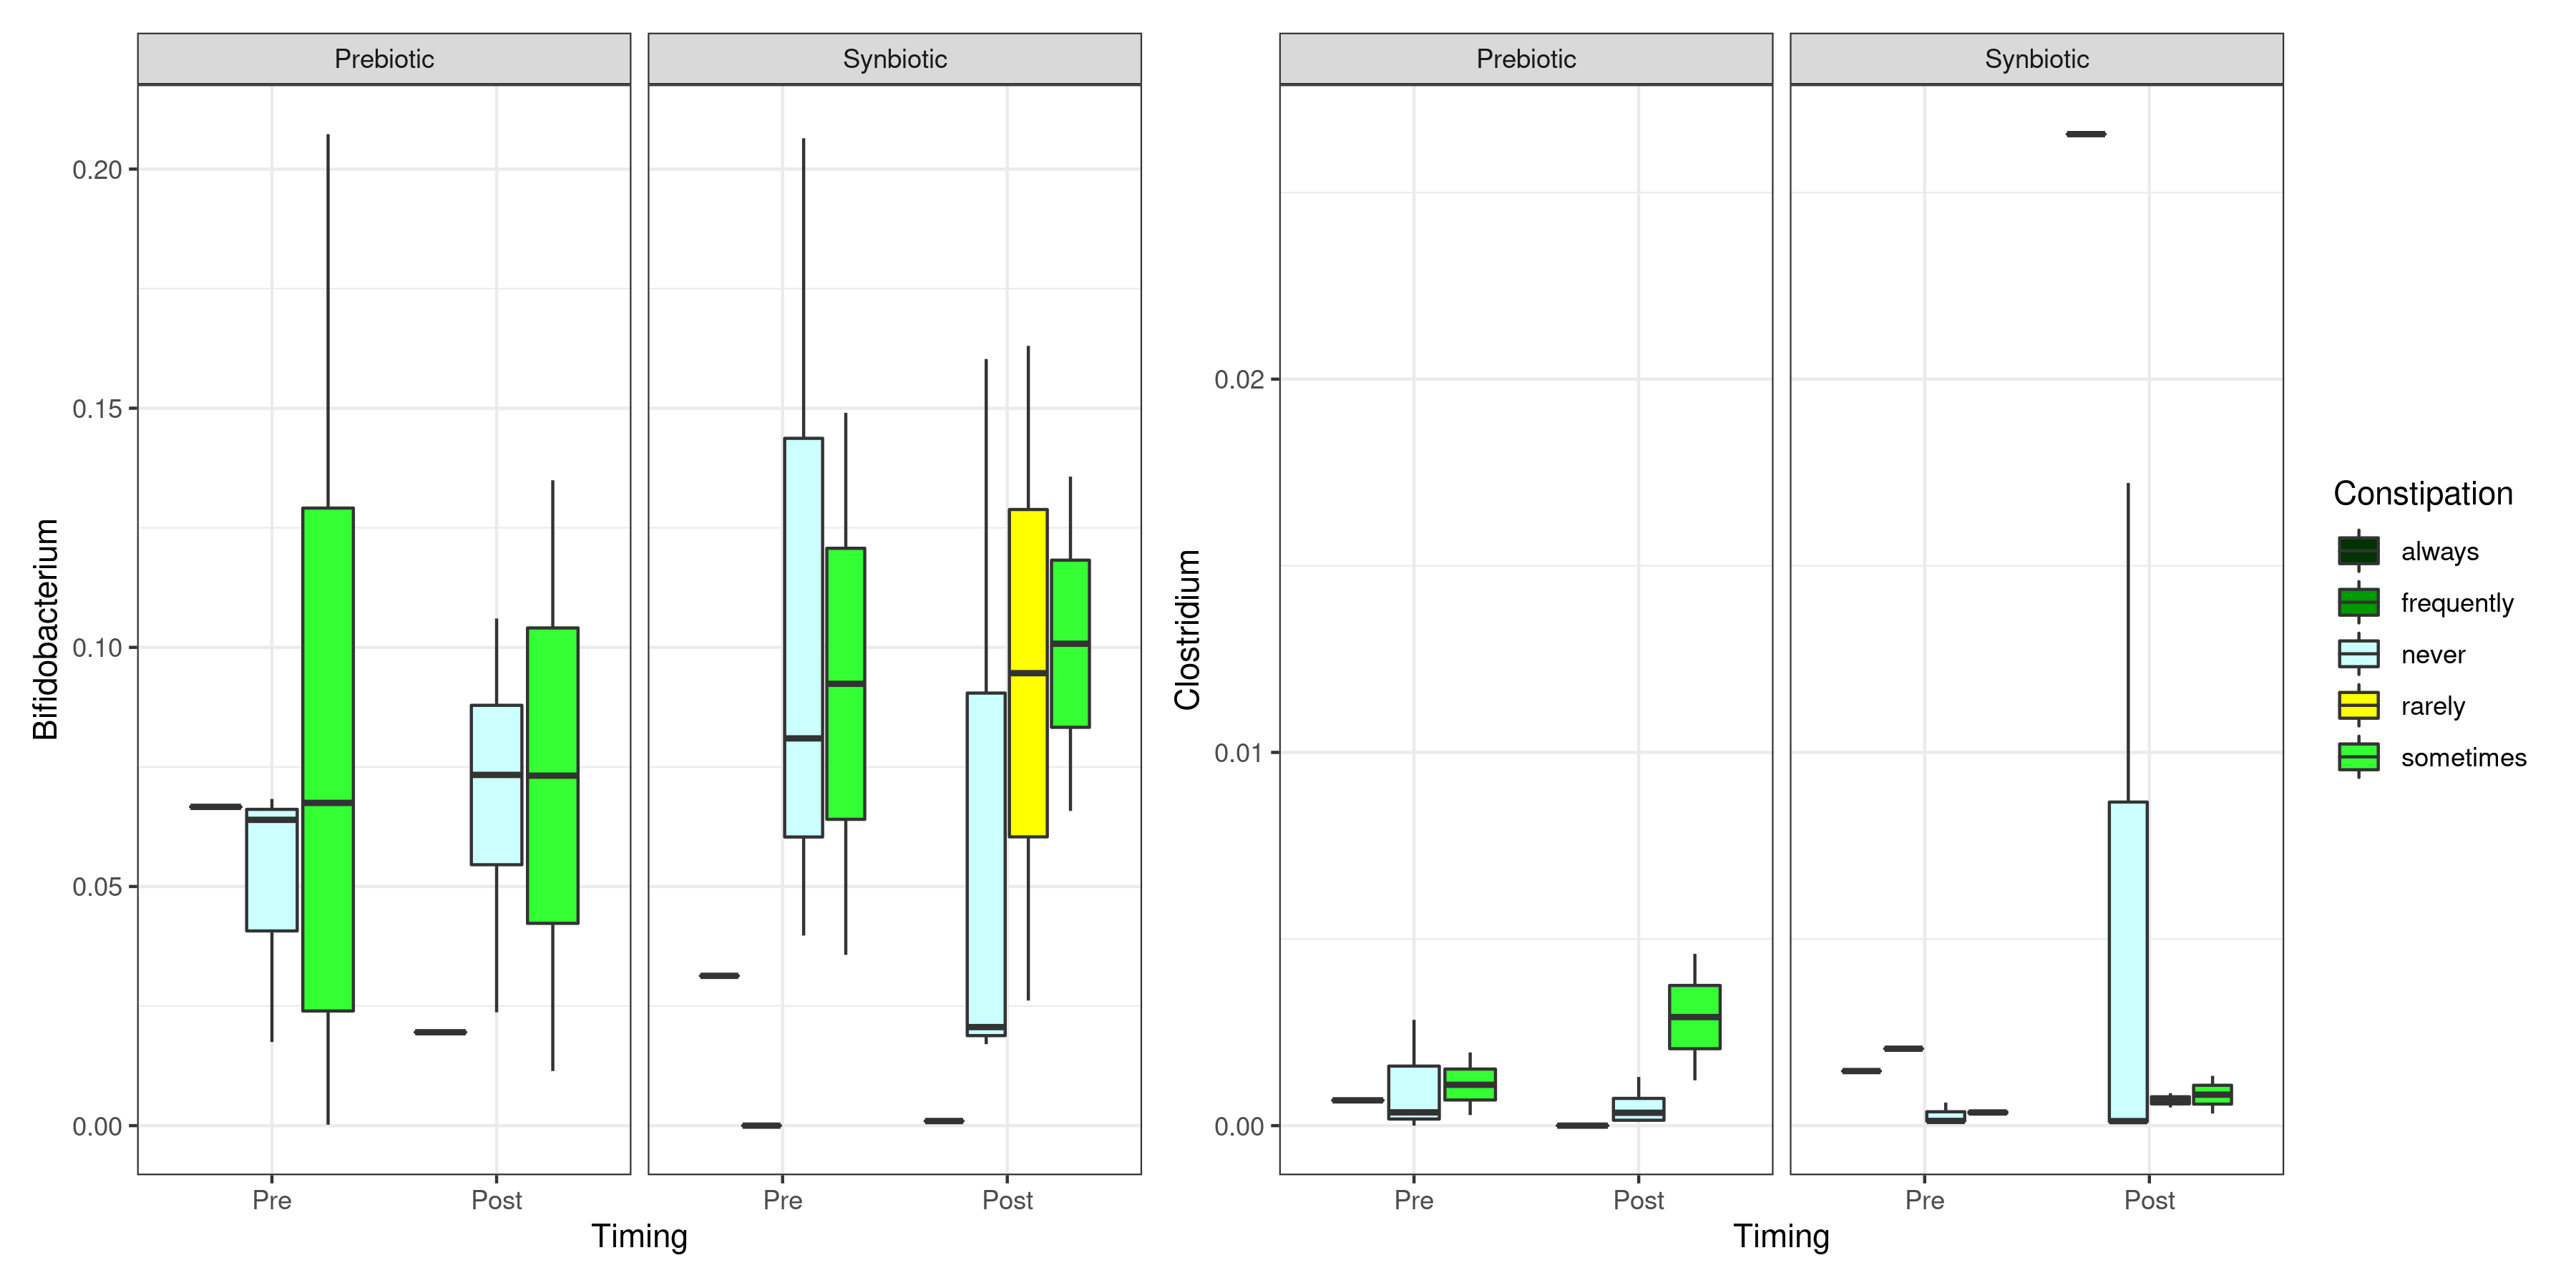 Prebiotic
Synbiotic
Bifidobacterium
0.20
0.15
0.10
0.05
0.00
Pre
Post
Pre
Post
Timing
Prebiotic
Synbiotic
Clostridium
0.02
0.01
0.00
Pre
Post
Pre
Post
Timing
Constipation
always
frequently
never
rarely
sometimes